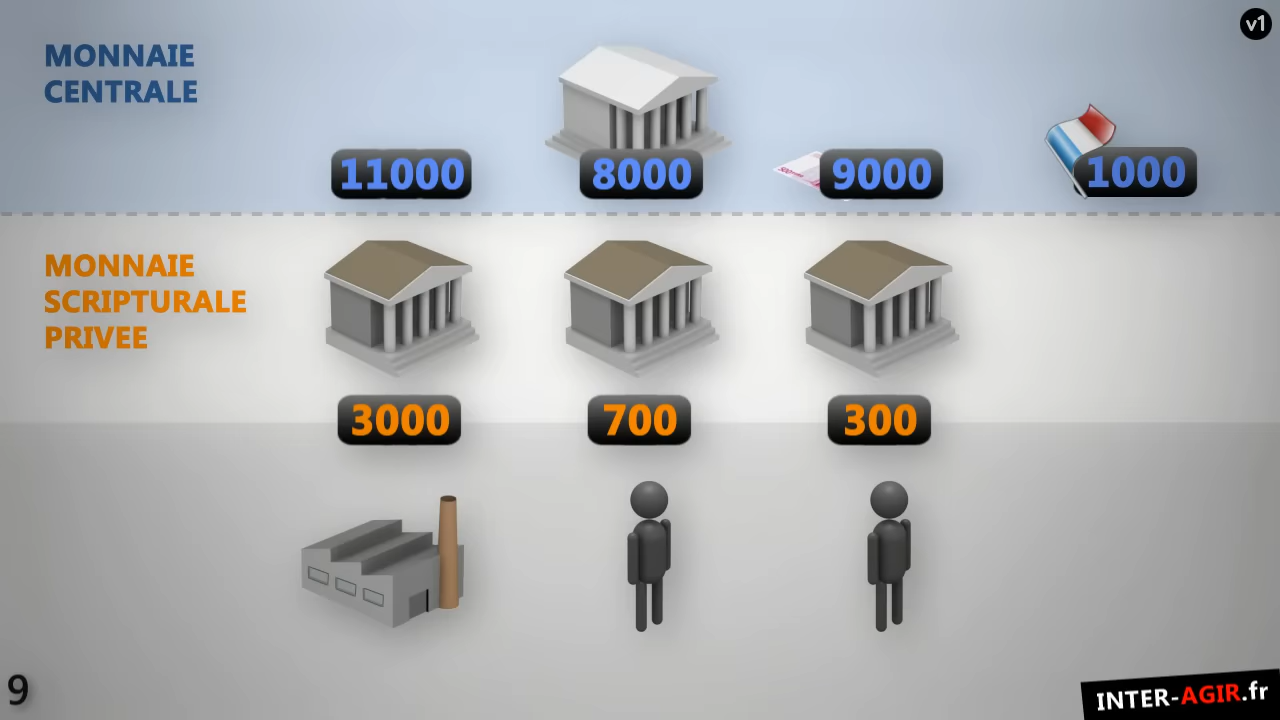 v1
MONNAIE
CENTRALE
11000
8000
9000
1000
MONNAIE
SCRIPTURALE
PRIVEE
3000
700
300
9
INTER-AGIR.fr